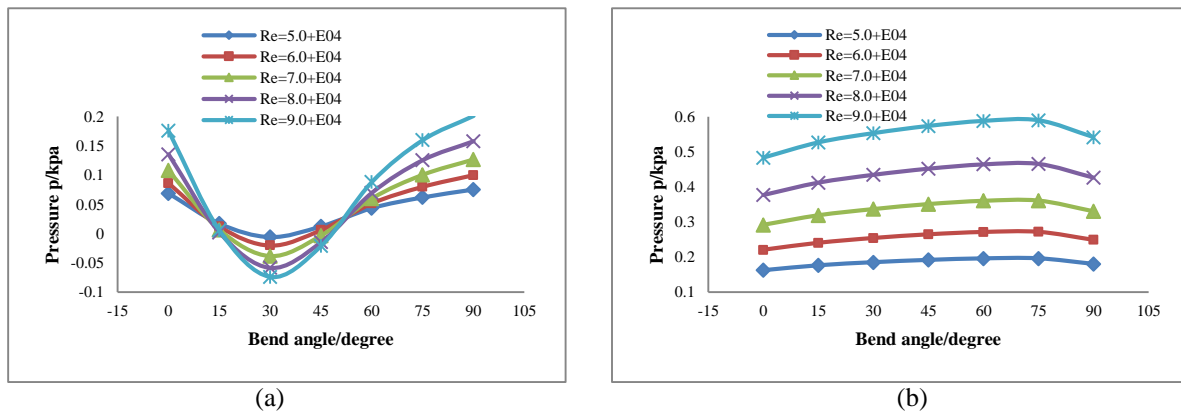 Re=5.0+E04
Re=6.0+E04
Re=7.0+E04
Re=8.0+E04
Re=9.0+E04
0.2
0.15
0.1
0.05
0
-0.05
-0.1
Pressure p/kpa
-15 0 15 30 45 60 75 90 105
Bend angle/degree
(a)
Re=5.0+E04
Re=6.0+E04
Re=7.0+E04
Re=8.0+E04
Re=9.0+E04
0.6
0.5
0.4
0.3
0.2
0.1
Pressure p/kpa
-15 0 15 30 45 60 75 90 105
Bend angle/degree
(b)